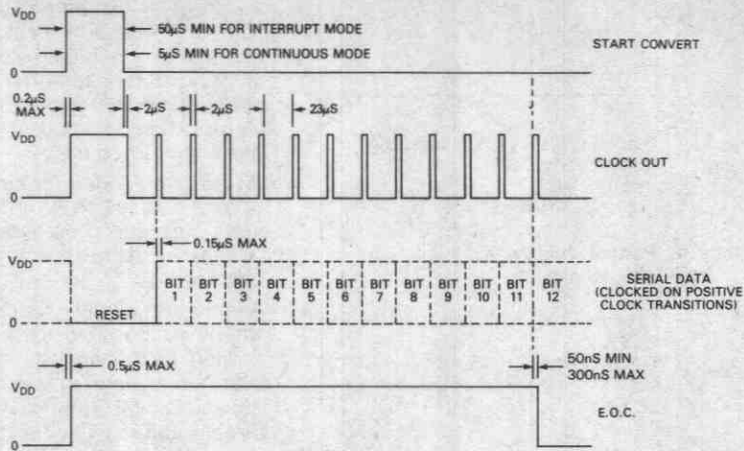 VDD
50µS MIN FOR INTERRUPT MODE
5µS MIN FOR CONTINUOUS MODE
0
START CONVERT
0.2µS MAX
2µS
2µS
23µS
VDD
0
CLOCK OUT
0.15µS MAX
VDD
RESET
0
BIT 1
BIT 2
BIT 3
BIT 4
BIT 5
BIT 6
BIT 7
BIT 8
BIT 9
BIT 10
BIT 11
BIT 12
SERIAL DATA
(CLOCKED ON POSITIVE
CLOCK TRANSITIONS)
0.5µS MAX
50nS MIN
300nS MAX
VDD
0
E.O.C.